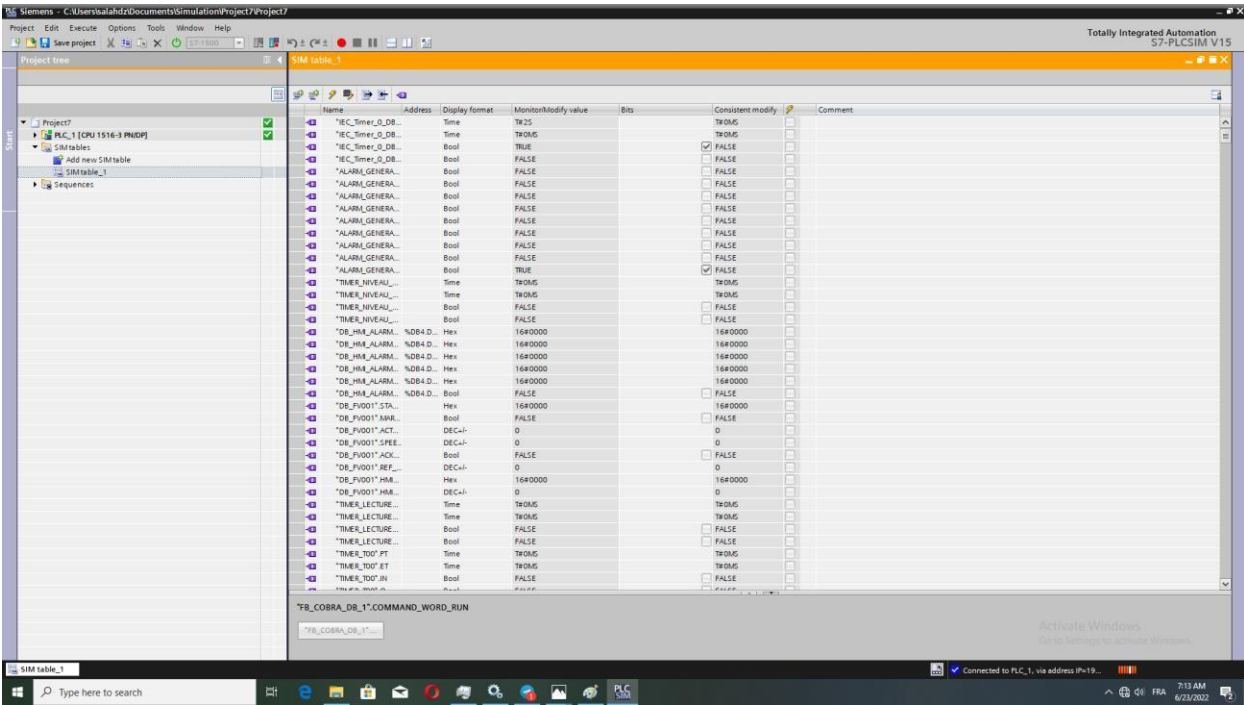 Siemens - C:\Users\salahdz\Documents\Simulation\Project7\Project7
Project Edit Execute Options Tools Window Help
Totally Integrated Automation
S7-PLCSIM V15
Save project S7-1500
Project tree
SIM table_1
Name Address Display format Monitor/Modify value Bits Consistent modify Comment
Start
Project7
PLC_1 [CPU 1516-3 PN/DP]
SIM tables
Add new SIM table
SIM table_1
Sequences
"IEC_Timer_0_DB... Time T#2S T#0MS
"IEC_Timer_0_DB... Time T#0MS T#0MS
"IEC_Timer_0_DB... Bool TRUE FALSE
"IEC_Timer_0_DB... Bool FALSE FALSE
"ALARM_GENERA... Bool FALSE FALSE
"ALARM_GENERA... Bool FALSE FALSE
"ALARM_GENERA... Bool FALSE FALSE
"ALARM_GENERA... Bool FALSE FALSE
"ALARM_GENERA... Bool FALSE FALSE
"ALARM_GENERA... Bool FALSE FALSE
"ALARM_GENERA... Bool FALSE FALSE
"ALARM_GENERA... Bool FALSE FALSE
"ALARM_GENERA... Bool TRUE FALSE
"TIMER_NIVEAU_... Time T#0MS T#0MS
"TIMER_NIVEAU_... Time T#0MS T#0MS
"TIMER_NIVEAU_... Bool FALSE FALSE
"TIMER_NIVEAU_... Bool FALSE FALSE
"DB_HMI_ALARM... %DB4.D... Hex 16#0000 16#0000
"DB_HMI_ALARM... %DB4.D... Hex 16#0000 16#0000
"DB_HMI_ALARM... %DB4.D... Hex 16#0000 16#0000
"DB_HMI_ALARM... %DB4.D... Hex 16#0000 16#0000
"DB_HMI_ALARM... %DB4.D... Hex 16#0000 16#0000
"DB_HMI_ALARM... %DB4.D... Bool FALSE FALSE
"DB_FV001".STA... Hex 16#0000 16#0000
"DB_FV001".MAR... Bool FALSE FALSE
"DB_FV001".ACT... DEC+/- 0 0
"DB_FV001".SPEE... DEC+/- 0 0
"DB_FV001".ACK... Bool FALSE FALSE
"DB_FV001".REF_... DEC+/- 0 0
"DB_FV001".HMI... Hex 16#0000 16#0000
"DB_FV001".HMI... DEC+/- 0 0
"TIMER_LECTURE... Time T#0MS T#0MS
"TIMER_LECTURE... Time T#0MS T#0MS
"TIMER_LECTURE... Bool FALSE FALSE
"TIMER_LECTURE... Bool FALSE FALSE
"TIMER_T00".PT Time T#0MS T#0MS
"TIMER_T00".ET Time T#0MS T#0MS
"TIMER_T00".IN Bool FALSE FALSE
"FB_COBRA_DB_1".COMMAND_WORD_RUN
"FB_COBRA_DB_1"....
Activate Windows
Go to Settings to activate Windows.
SIM table_1
Connected to PLC_1, via address IP=19...
Type here to search
PLC
SIM
FRA
7:13 AM
6/23/2022
2